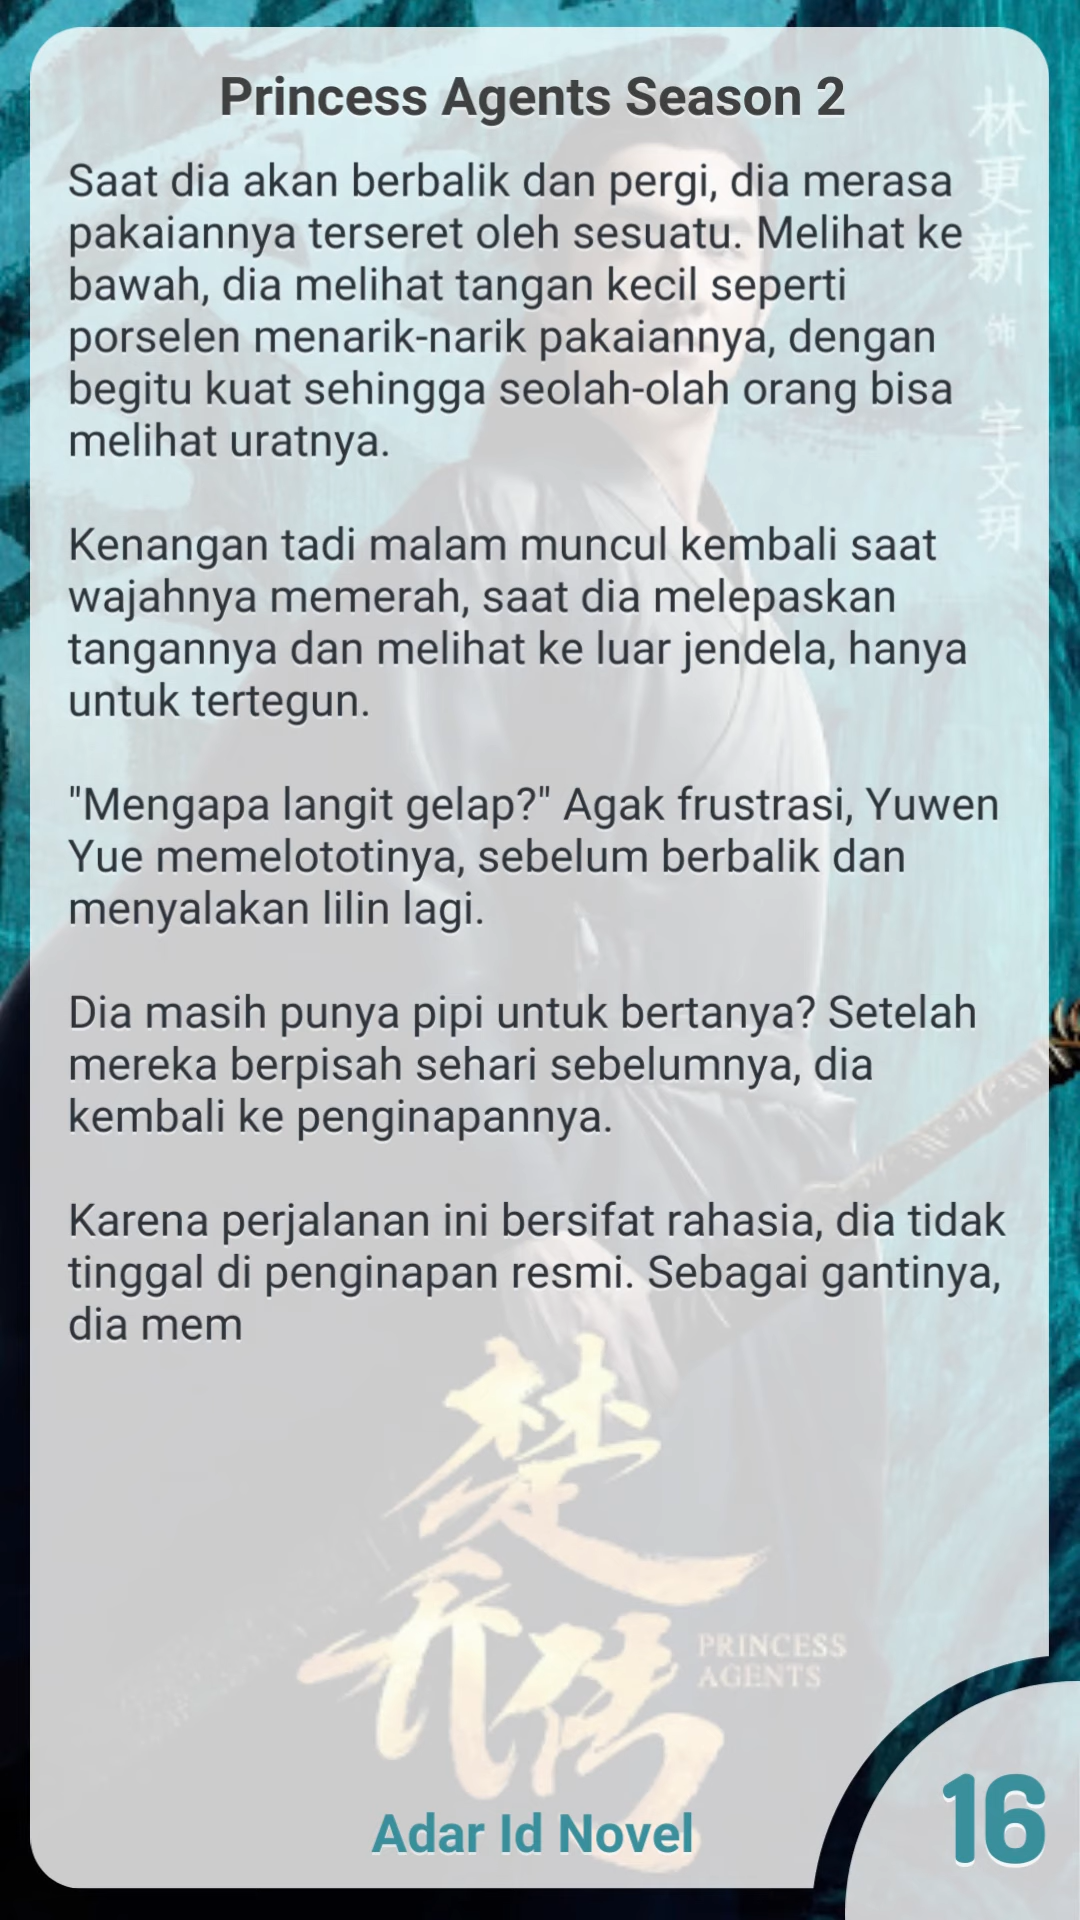 Princess Agents Season 2
林更新 饰 宇文玥
Saat dia akan berbalik dan pergi, dia merasa
pakaiannya terseret oleh sesuatu. Melihat ke
bawah, dia melihat tangan kecil seperti
porselen menarik-narik pakaiannya, dengan
begitu kuat sehingga seolah-olah orang bisa
melihat uratnya.
Kenangan tadi malam muncul kembali saat
wajahnya memerah, saat dia melepaskan
tangannya dan melihat ke luar jendela, hanya
untuk tertegun.
"Mengapa langit gelap?" Agak frustrasi, Yuwen
Yue memelototinya, sebelum berbalik dan
menyalakan lilin lagi.
Dia masih punya pipi untuk bertanya? Setelah
mereka berpisah sehari sebelumnya, dia
kembali ke penginapannya.
Karena perjalanan ini bersifat rahasia, dia tidak
tinggal di penginapan resmi. Sebagai gantinya,
dia mem
楚乔传
PRINCESS
AGENTS
Adar Id Novel
16